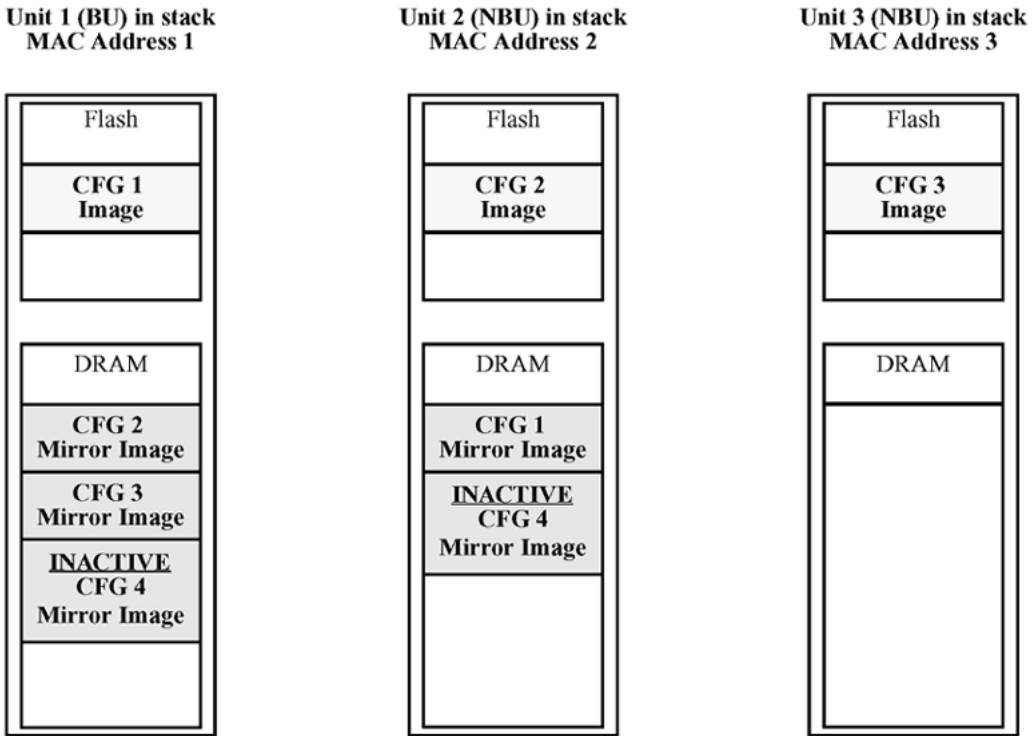 Unit 1 (BU) in stack
MAC Address 1
Flash
CFG 1
Image
DRAM
CFG 2
Mirror Image
CFG 3
Mirror Image
INACTIVE
CFG 4
Mirror Image
Unit 2 (NBU) in stack
MAC Address 2
Flash
CFG 2
Image
DRAM
CFG 1
Mirror Image
INACTIVE
CFG 4
Mirror Image
Unit 3 (NBU) in stack
MAC Address 3
Flash
CFG 3
Image
DRAM